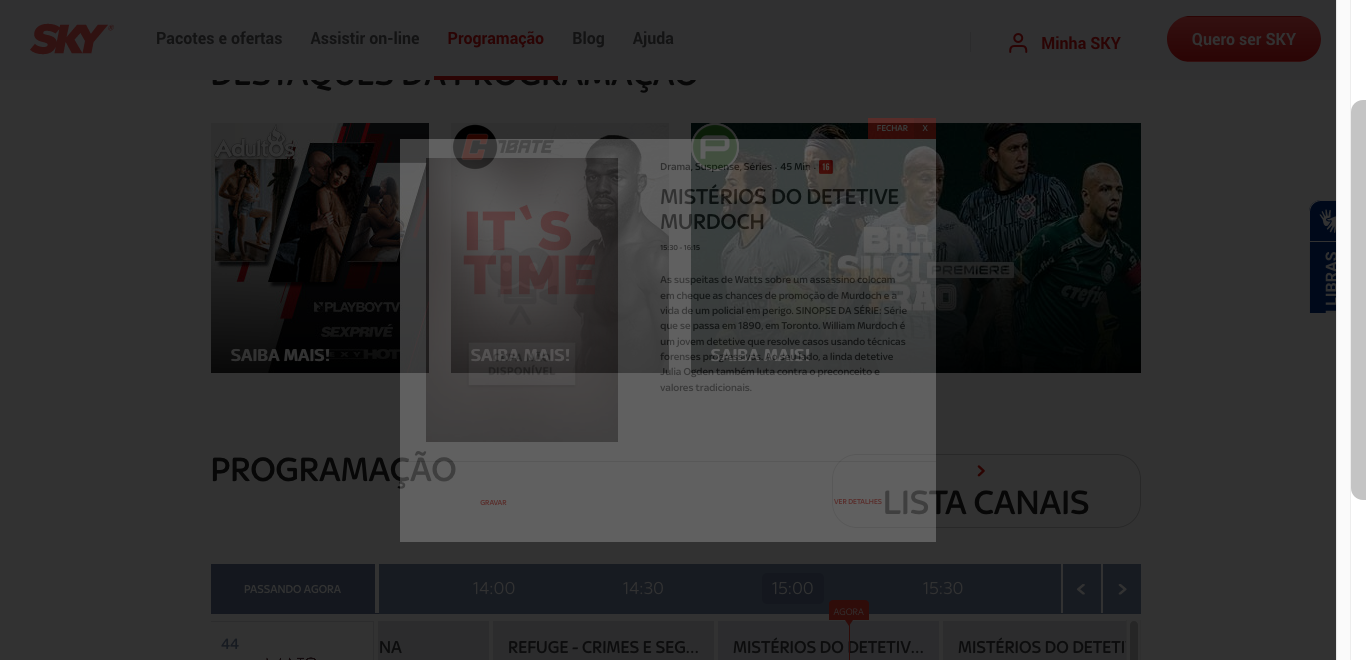 SKY
Pacotes e ofertas
Assistir on-line
Programação
Blog
Ajuda
Minha SKY
Quero ser SKY
DESTAQUES DA PROGRAMAÇÃO
Adultos
PLAYBOY TV
SEXPRIVÉ
SAIBA MAIS!
IT`S
TIME
SAIBA MAIS!
DISPONÍVEL
PREMIERE
SAIBA MAIS!
FECHAR X
Drama, Suspense, Séries . 45 Min . 16
MISTÉRIOS DO DETETIVE
MURDOCH
15:30 - 16:15
As suspeitas de Watts sobre um assassino colocam
em cheque as chances de promoção de Murdoch e a
vida de um policial em perigo. SINOPSE DA SÉRIE: Série
que se passa em 1890, em Toronto. William Murdoch é
um jovem detetive que resolve casos usando técnicas
forenses
a linda detetive
Julia Ogden também luta contra o preconceito e
valores tradicionais.
LIBRAS
PROGRAMAÇÃO
GRAVAR
VER DETALHES
LISTA CANAIS
PASSANDO AGORA
14:00
14:30
15:00
15:30
AGORA
44
NA
REFUGE - CRIMES E SEG...
MISTÉRIOS DO DETETIV...
MISTÉRIOS DO DETETI